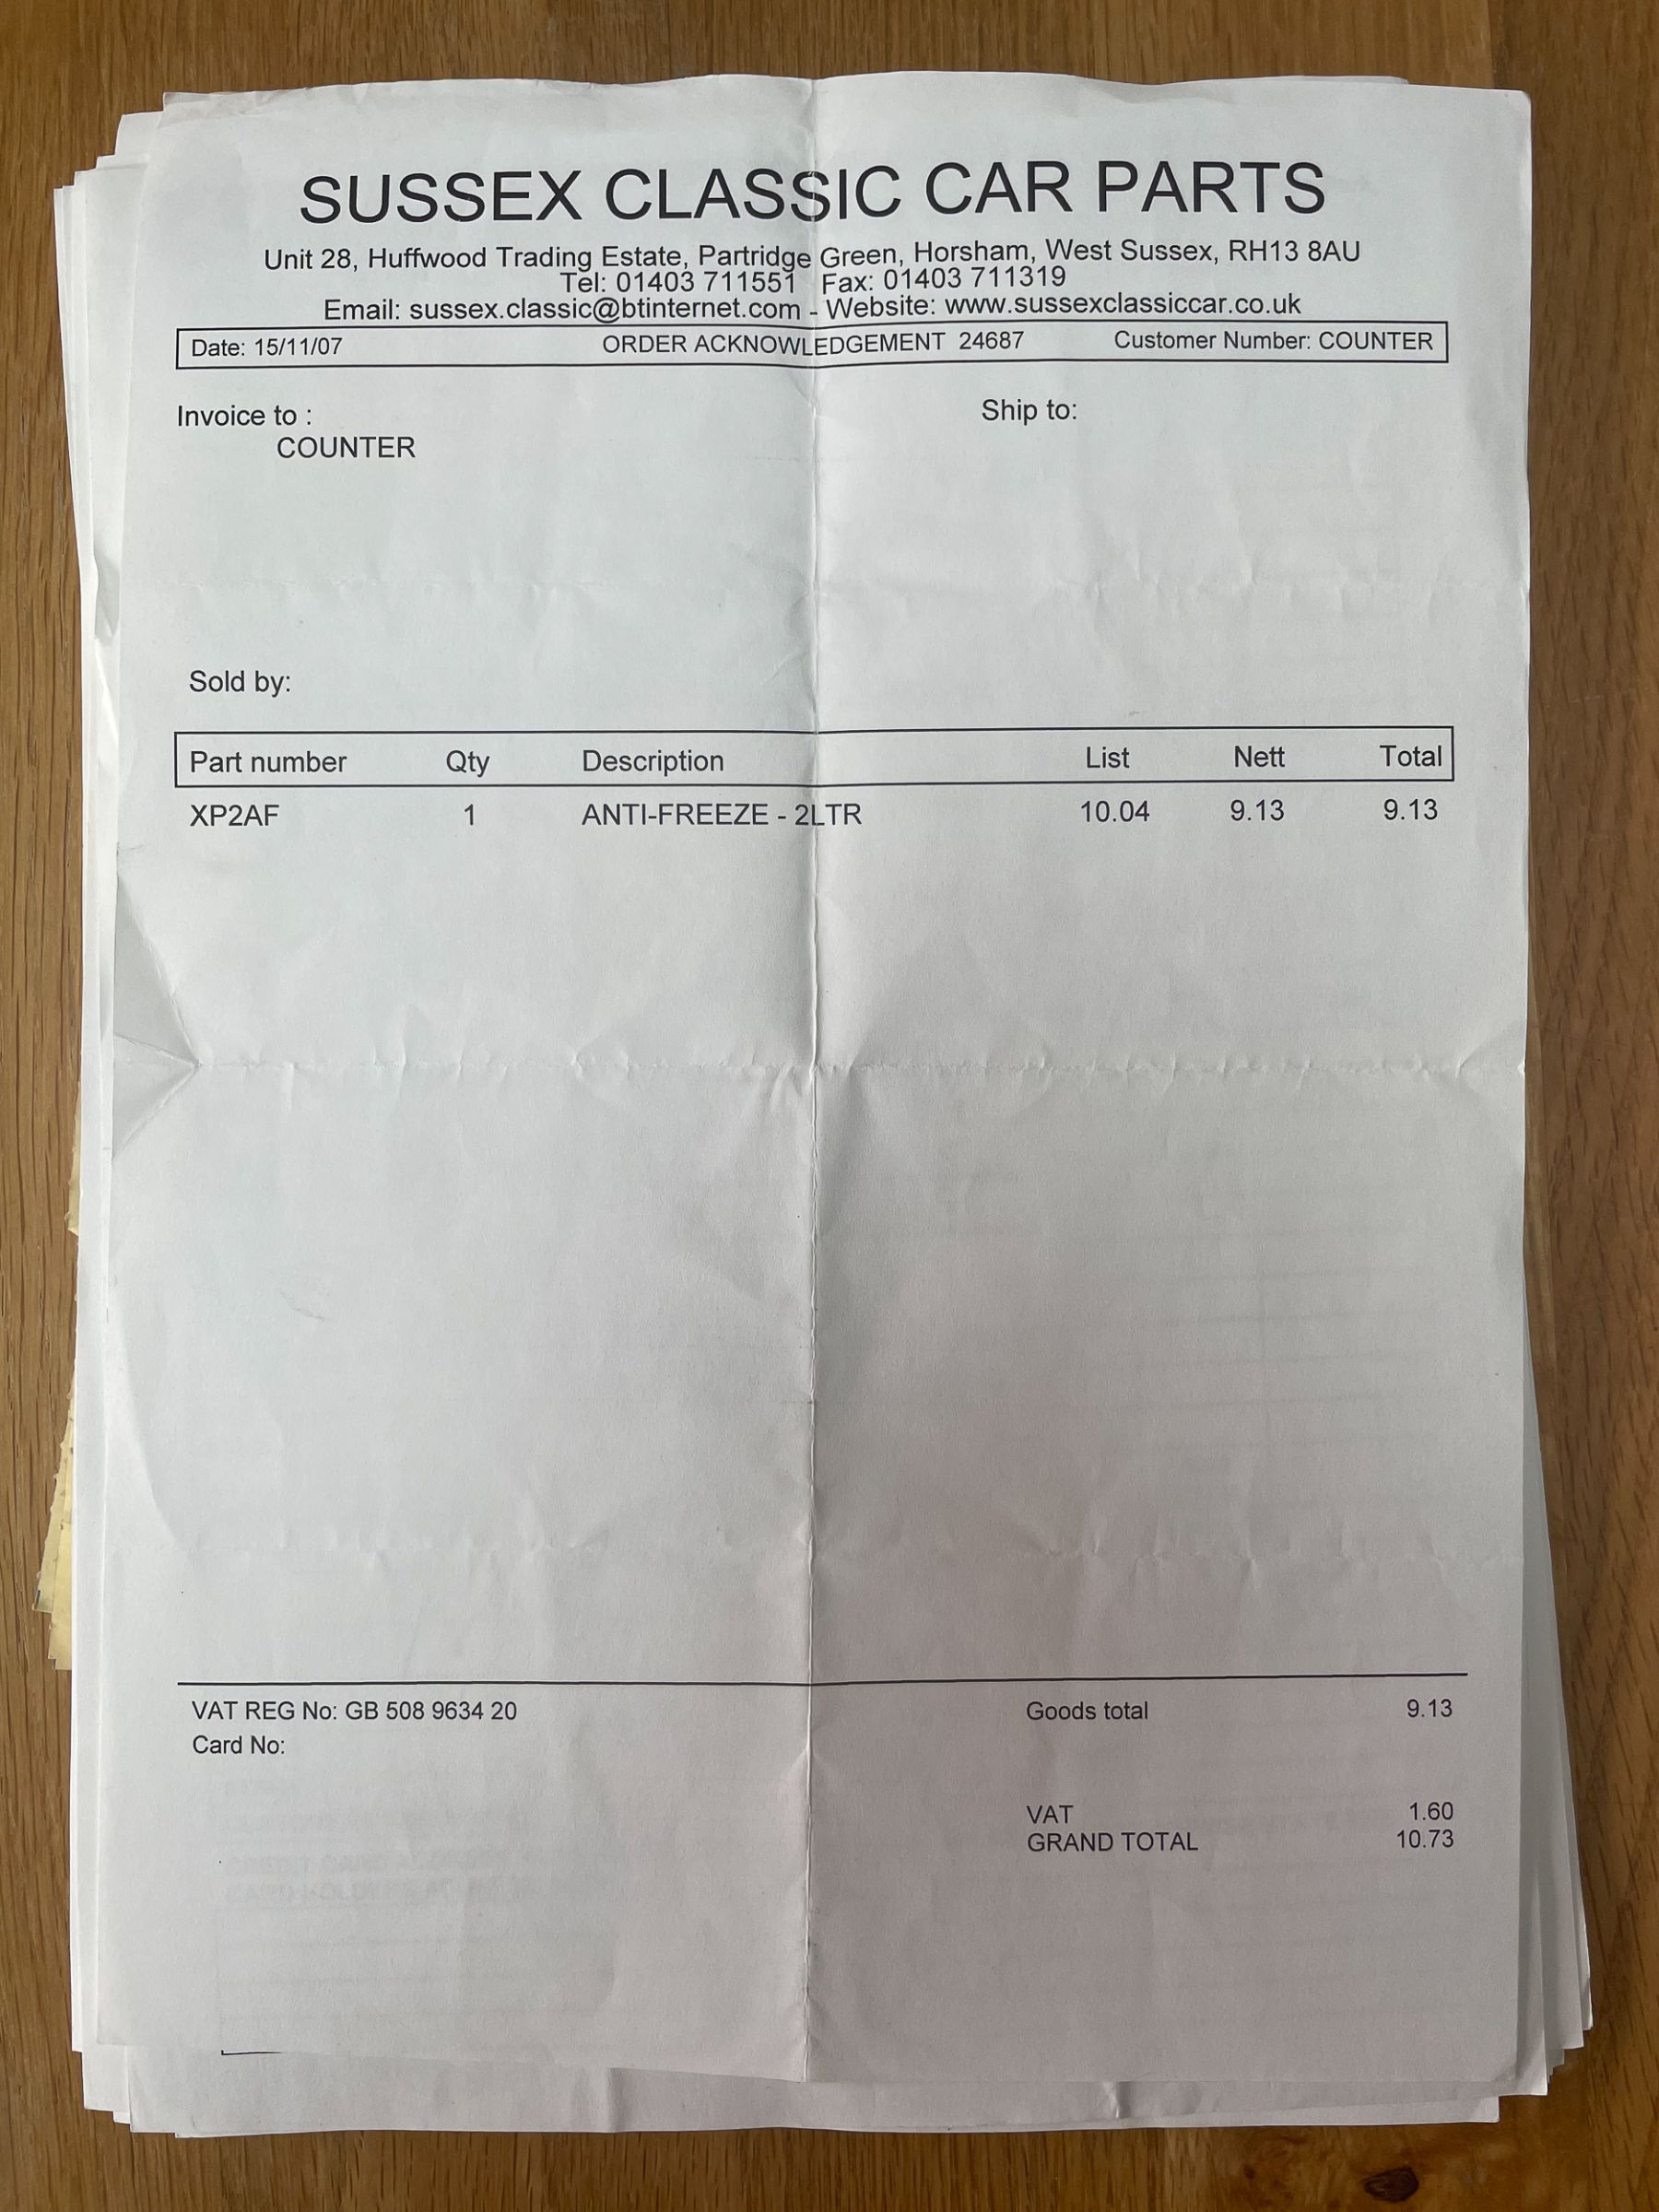 SUSSEX CLASSIC CAR PARTS
Unit 28, Huffwood Trading Estate, Partridge Green, Horsham, West Sussex, RH13 8AU
Tel: 01403 711551 Fax: 01403 711319
Email: sussex.classic@btinternet.com - Website: www.sussexclassiccar.co.uk
Date: 15/11/07 ORDER ACKNOWLEDGEMENT 24687 Customer Number: COUNTER
Invoice to : Ship to:
COUNTER
Sold by:
Part number Qty Description List Nett Total
XP2AF 1 ANTI-FREEZE - 2LTR 10.04 9.13 9.13
VAT REG No: GB 508 9634 20 Goods total 9.13
Card No:
VAT 1.60
GRAND TOTAL 10.73